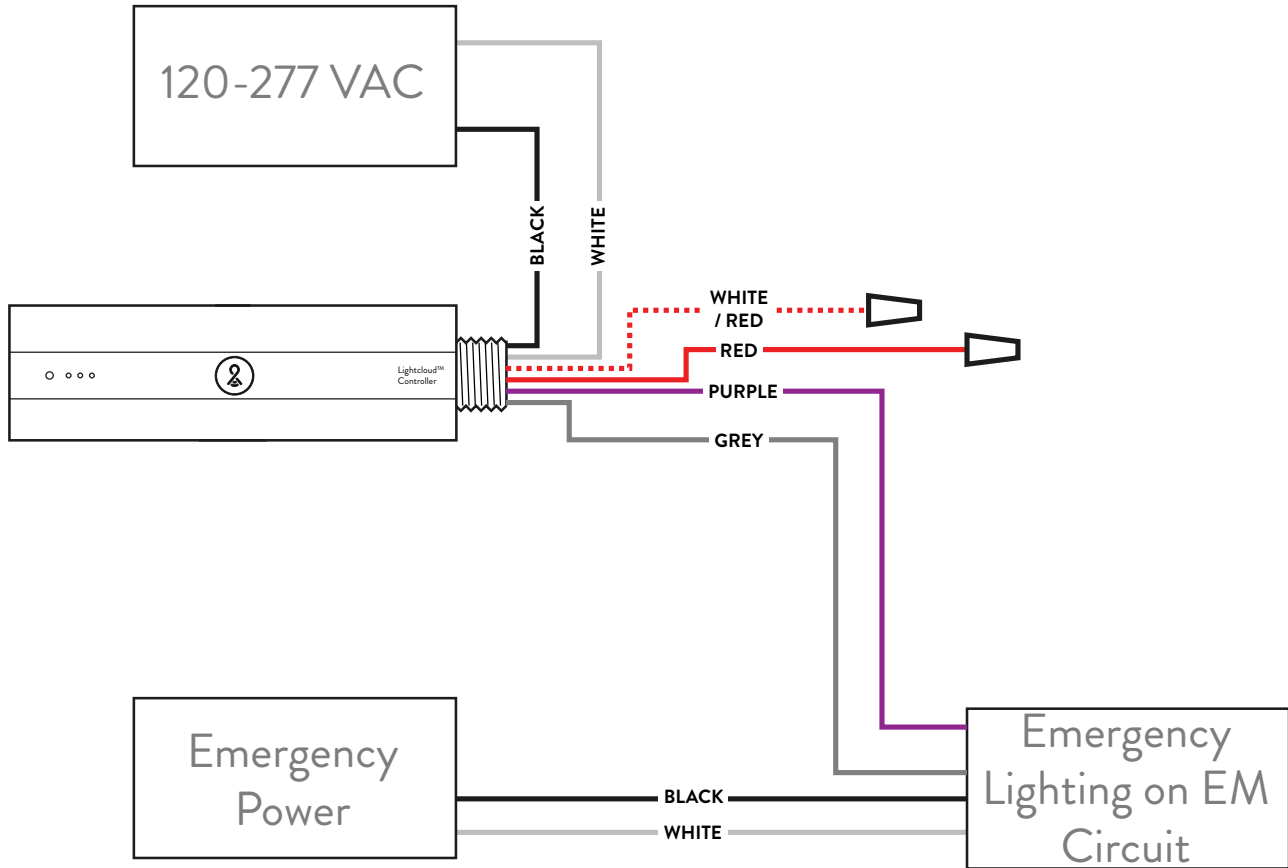 120-277 VAC
BLACK
WHITE
WHITE
/ RED
RED
Lightcloud™
Controller
PURPLE
GREY
Emergency
Power
BLACK
WHITE
Emergency
Lighting on EM
Circuit